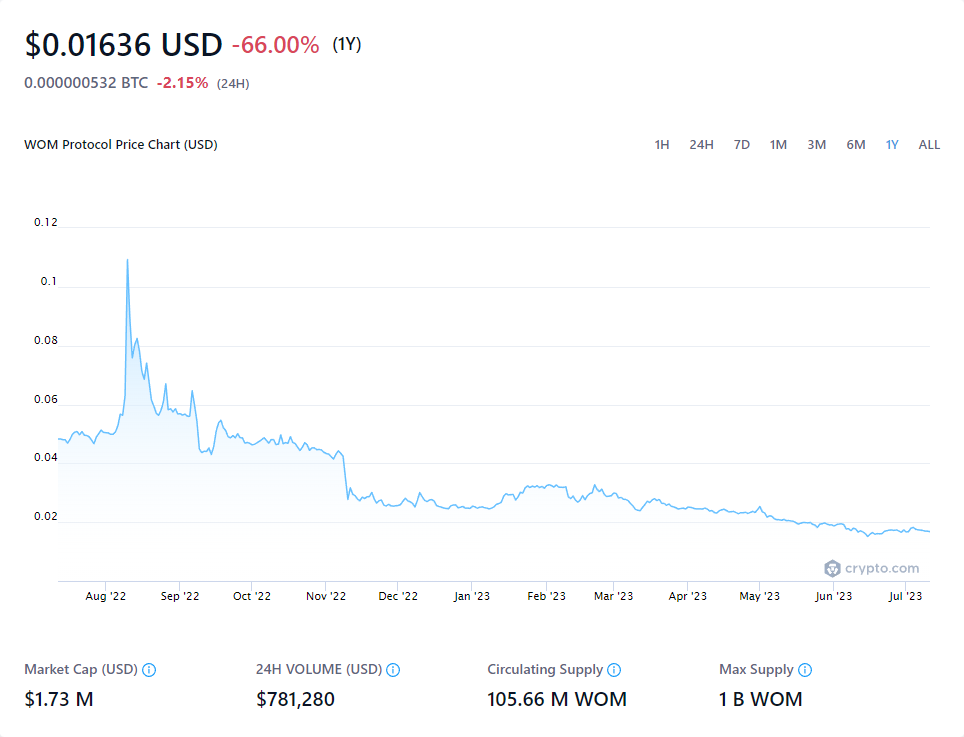 $0.01636 USD -66.00% (1Y)
0.000000532 BTC -2.15% (24H)
WOM Protocol Price Chart (USD) 1H 24H 7D 1M 3M 6M 1Y ALL
0.12
0.1
0.08
0.06
0.04
0.02
crypto.com
Aug '22 Sep '22 Oct '22 Nov '22 Dec '22 Jan '23 Feb '23 Mar '23 Apr '23 May '23 Jun '23 Jul '23
Market Cap (USD) 24H VOLUME (USD) Circulating Supply Max Supply
$1.73 M $781,280 105.66 M WOM 1 B WOM